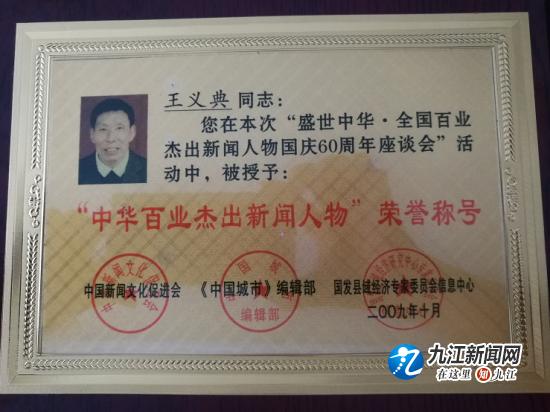 王义典 同志：
您在本次“盛世中华·全国百业
杰出新闻人物国庆60周年座谈会”活
动中，被授予：
“中华百业杰出新闻人物”荣誉称号
中国新闻文化促进会 《中国城市》编辑部 国发县域经济专家委员会信息中心
编辑部
二〇〇九年十月
九江新闻网
在这里知九江